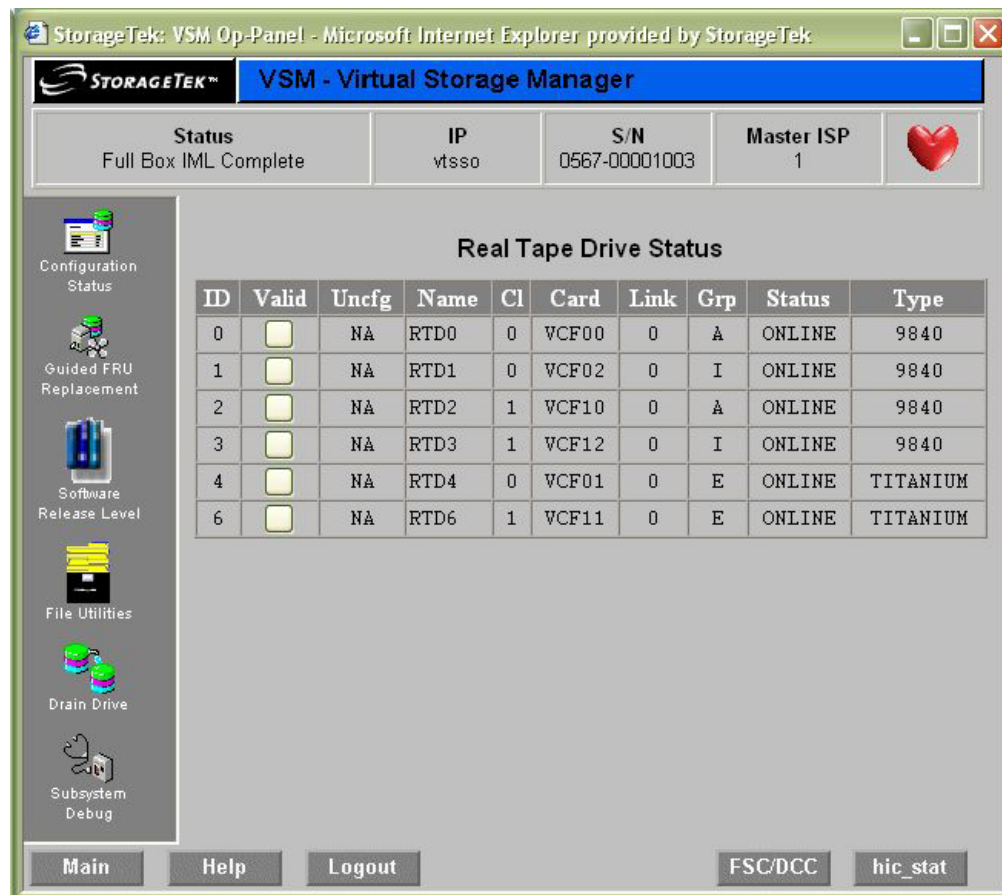 StorageTek: VSM Op-Panel - Microsoft Internet Explorer provided by StorageTek
STORAGETEK™ VSM - Virtual Storage Manager
Status IP S/N Master ISP
Full Box IML Complete vtsso 0567-00001003 1
Configuration
Status
Guided FRU
Replacement
Software
Release Level
File Utilities
Drain Drive
Subsystem
Debug
Real Tape Drive Status
ID Valid Uncfg Name Cl Card Link Grp Status Type
0 NA RTD0 0 VCF00 0 A ONLINE 9840
1 NA RTD1 0 VCF02 0 I ONLINE 9840
2 NA RTD2 1 VCF10 0 A ONLINE 9840
3 NA RTD3 1 VCF12 0 I ONLINE 9840
4 NA RTD4 0 VCF01 0 E ONLINE TITANIUM
6 NA RTD6 1 VCF11 0 E ONLINE TITANIUM
Main Help Logout FSC/DCC hic_stat